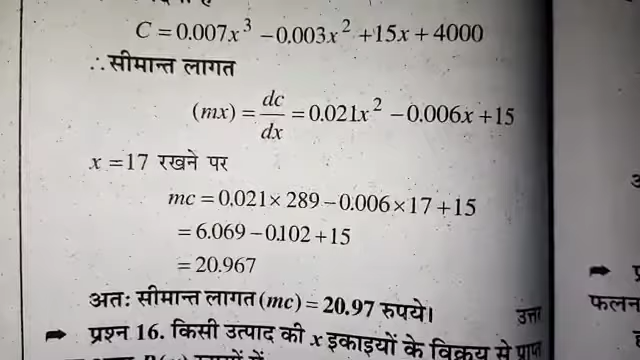 C = 0.007x³ −0.003x² +15x + 4000
∴ सीमान्त लागत
(mx) = dc/dx = 0.021x² −0.006x +15
x =17 रखने पर
mc = 0.021× 289 −0.006×17 +15
= 6.069 −0.102 +15
= 20.967
अतः सीमान्त लागत (mc) = 20.97 रुपये।
उत्तर
➡ प्रश्न 16. किसी उत्पाद की x इकाइयों के विक्रय से प्राप्त
फलन